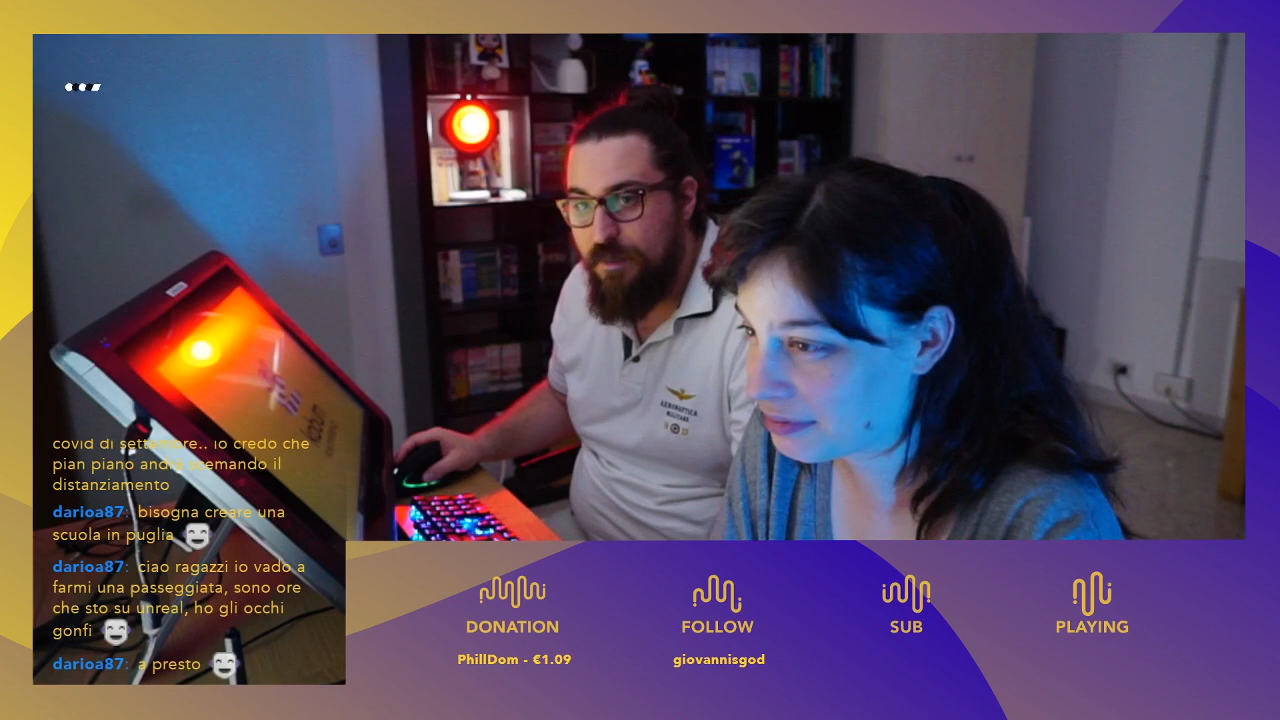 AERONAUTICA
MILITARE
covid di settembre.. io credo che
pian piano andrà scemando il
distanziamento
darioa87: bisogna creare una
scuola in puglia
darioa87: ciao ragazzi io vado a
farmi una passeggiata, sono ore
che sto su unreal, ho gli occhi
gonfi
darioa87: a presto
DONATION
FOLLOW
SUB
PLAYING
PhillDom - €1.09
giovannisgod